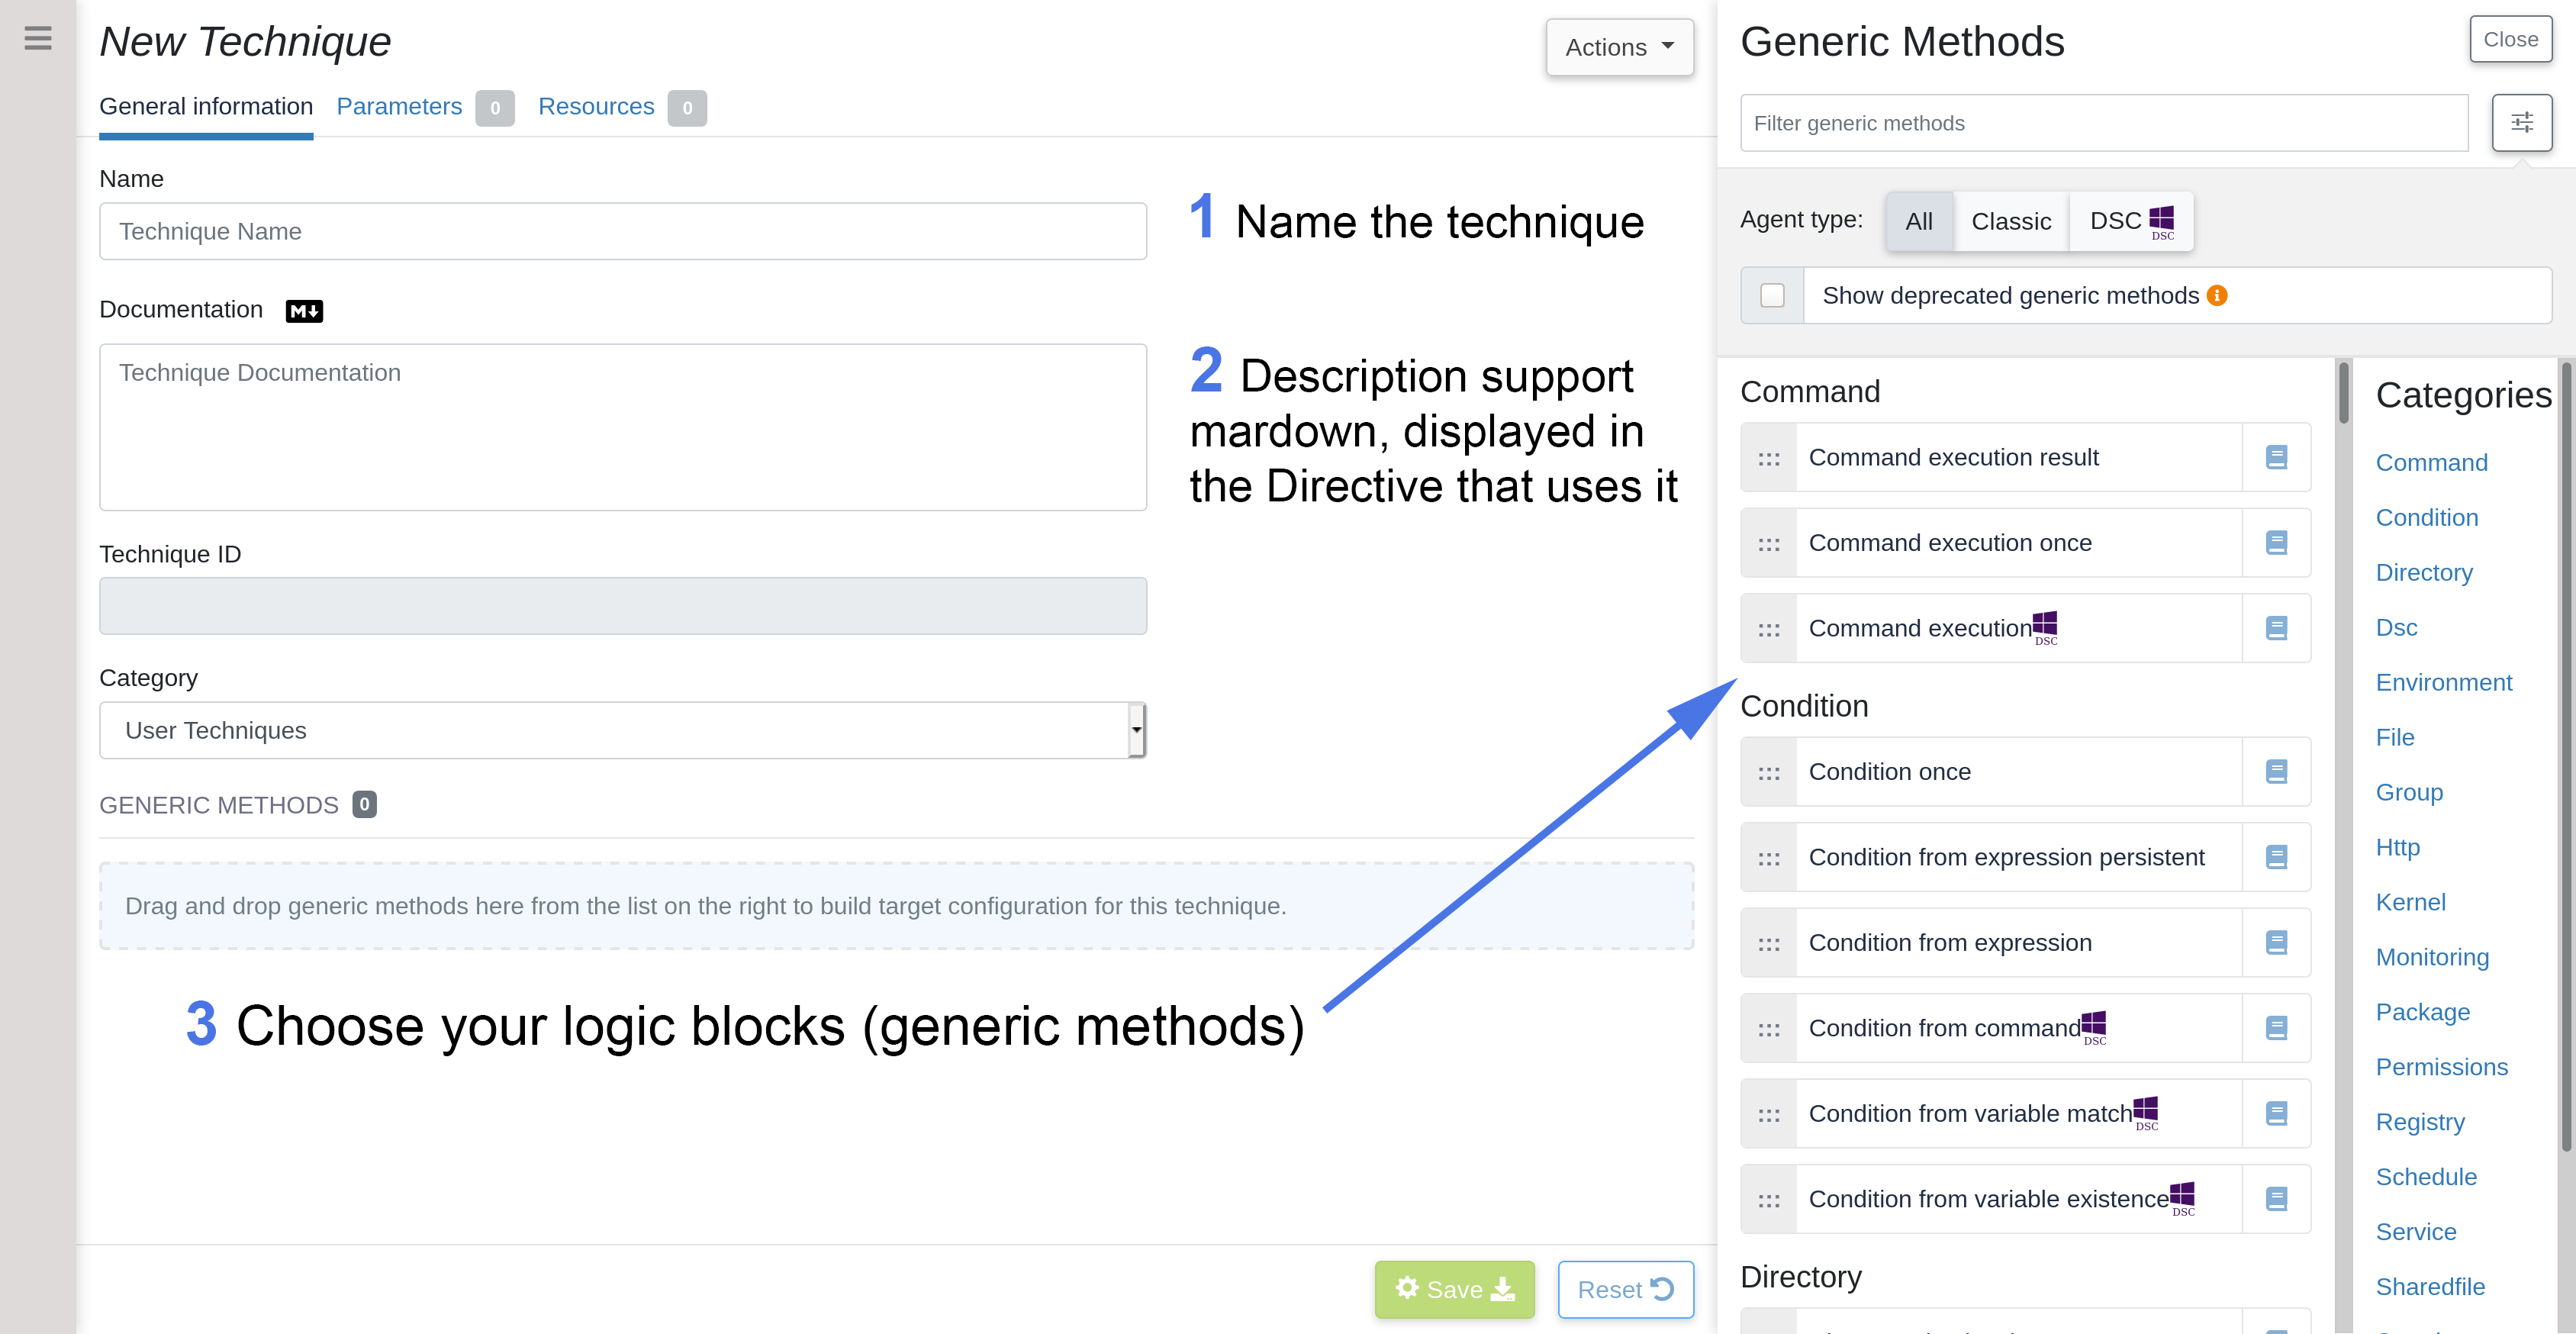 New Technique
Actions
General information Parameters 0 Resources 0
Name
Technique Name
1 Name the technique
Documentation M
Technique Documentation
2 Description support
mardown, displayed in
the Directive that uses it
Technique ID
Category
User Techniques
GENERIC METHODS 0
Drag and drop generic methods here from the list on the right to build target configuration for this technique.
3 Choose your logic blocks (generic methods)
Save Reset
Generic Methods
Close
Filter generic methods
Agent type: All Classic DSC DSC
Show deprecated generic methods
Command
Command execution result
Command execution once
Command execution DSC
Condition
Condition once
Condition from expression persistent
Condition from expression
Condition from command DSC
Condition from variable match DSC
Condition from variable existence DSC
Directory
Categories
Command
Condition
Directory
Dsc
Environment
File
Group
Http
Kernel
Monitoring
Package
Permissions
Registry
Schedule
Service
Sharedfile